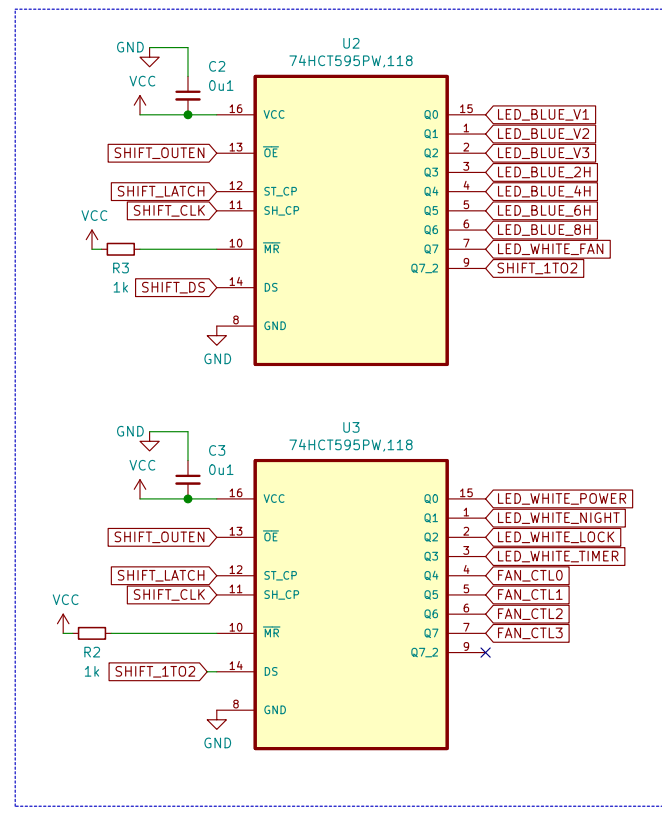 U2
74HCT595PW,118
GND
C2
0u1
VCC
16 VCC Q0 15 LED_BLUE_V1
Q1 1 LED_BLUE_V2
SHIFT_OUTEN 13 OE Q2 2 LED_BLUE_V3
Q3 3 LED_BLUE_2H
SHIFT_LATCH 12 ST_CP Q4 4 LED_BLUE_4H
SHIFT_CLK 11 SH_CP Q5 5 LED_BLUE_6H
VCC
Q6 6 LED_BLUE_8H
10 MR Q7 7 LED_WHITE_FAN
R3
Q7_2 9 SHIFT_1TO2
1k SHIFT_DS 14 DS
8 GND
GND
U3
74HCT595PW,118
GND
C3
0u1
VCC
16 VCC Q0 15 LED_WHITE_POWER
Q1 1 LED_WHITE_NIGHT
SHIFT_OUTEN 13 OE Q2 2 LED_WHITE_LOCK
Q3 3 LED_WHITE_TIMER
SHIFT_LATCH 12 ST_CP Q4 4 FAN_CTL0
SHIFT_CLK 11 SH_CP Q5 5 FAN_CTL1
VCC
Q6 6 FAN_CTL2
10 MR Q7 7 FAN_CTL3
R2
Q7_2 9
1k SHIFT_1TO2 14 DS
8 GND
GND